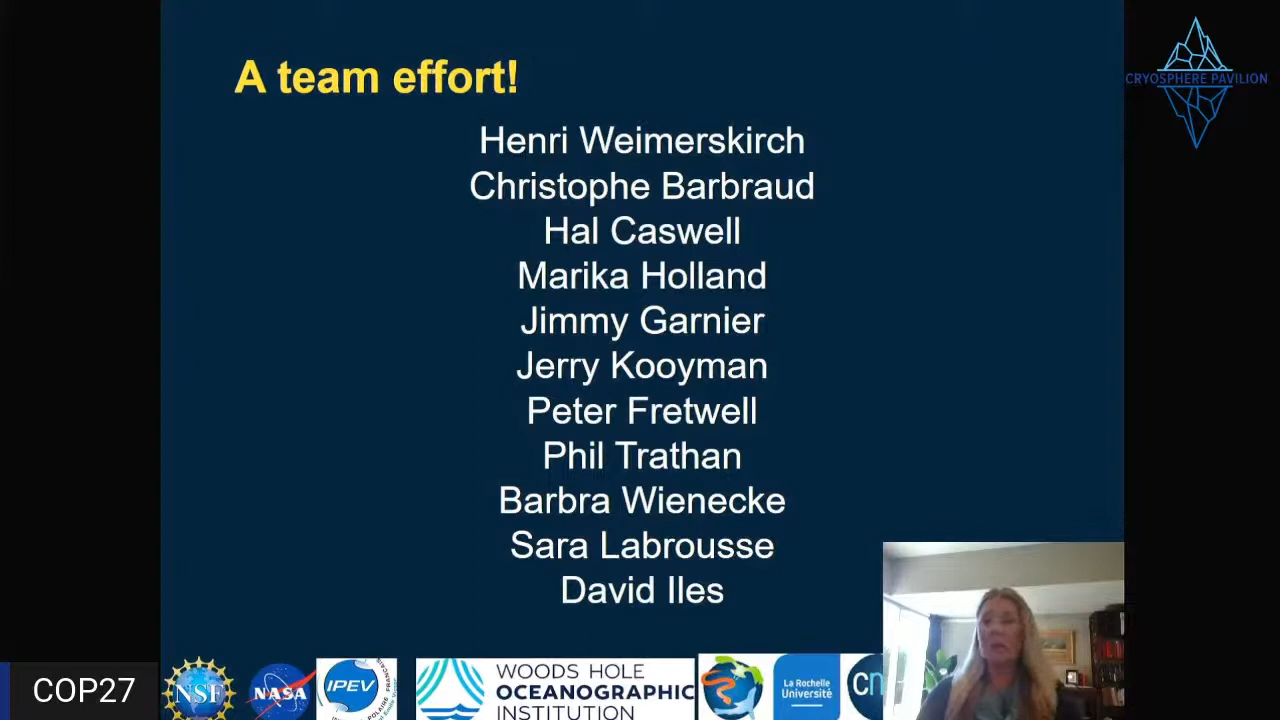 A team effort!
CRYOSPHERE PAVILION
Henri Weimerskirch
Christophe Barbraud
Hal Caswell
Marika Holland
Jimmy Garnier
Jerry Kooyman
Peter Fretwell
Phil Trathan
Barbra Wienecke
Sara Labrousse
David Iles
COP27
NSF
NASA
IPEV
WOODS HOLE
OCEANOGRAPHIC
INSTITUTION
La Rochelle
Université
cn